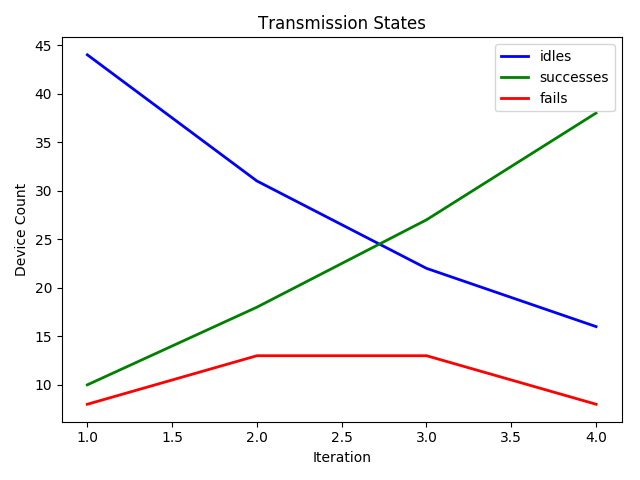 Transmission States
idles
successes
fails
45
40
35
30
25
20
15
10
Device Count
1.0 1.5 2.0 2.5 3.0 3.5 4.0
Iteration